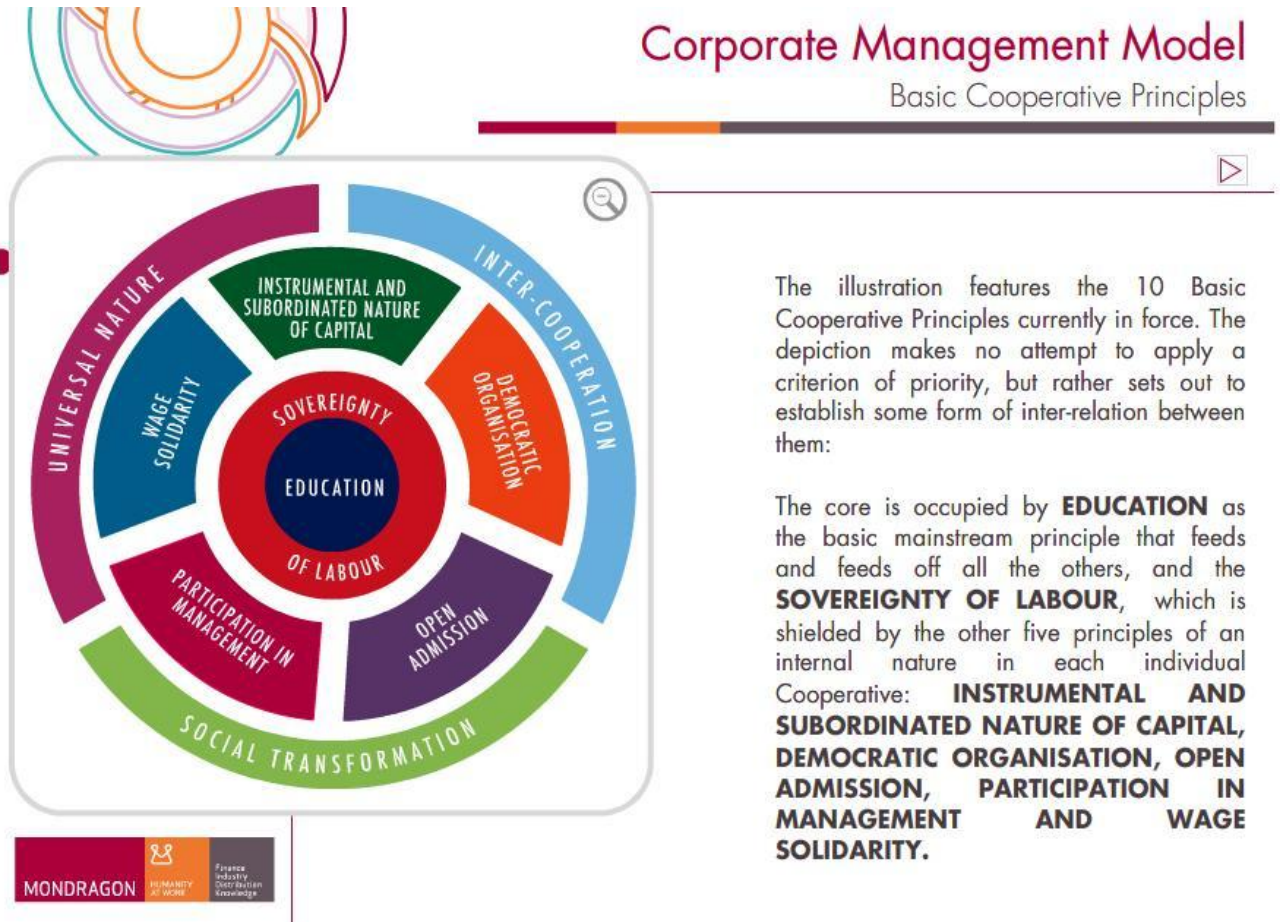 Corporate Management Model
Basic Cooperative Principles
UNIVERSAL NATURE
INTER-COOPERATION
INSTRUMENTAL AND
SUBORDINATED NATURE
OF CAPITAL
WAGE
SOLIDARITY
DEMOCRATIC
ORGANISATION
SOVEREIGNTY
EDUCATION
OF LABOUR
PARTICIPATION IN
MANAGEMENT
OPEN
ADMISSION
SOCIAL TRANSFORMATION
The illustration features the 10 Basic
Cooperative Principles currently in force. The
depiction makes no attempt to apply a
criterion of priority, but rather sets out to
establish some form of inter-relation between
them:
The core is occupied by EDUCATION as
the basic mainstream principle that feeds
and feeds off all the others, and the
SOVEREIGNTY OF LABOUR, which is
shielded by the other five principles of an
internal nature in each individual
Cooperative: INSTRUMENTAL AND
SUBORDINATED NATURE OF CAPITAL,
DEMOCRATIC ORGANISATION, OPEN
ADMISSION, PARTICIPATION IN
MANAGEMENT AND WAGE
SOLIDARITY.
MONDRAGON
HUMANITY
AT WORK
Finance
Industry
Distribution
Knowledge